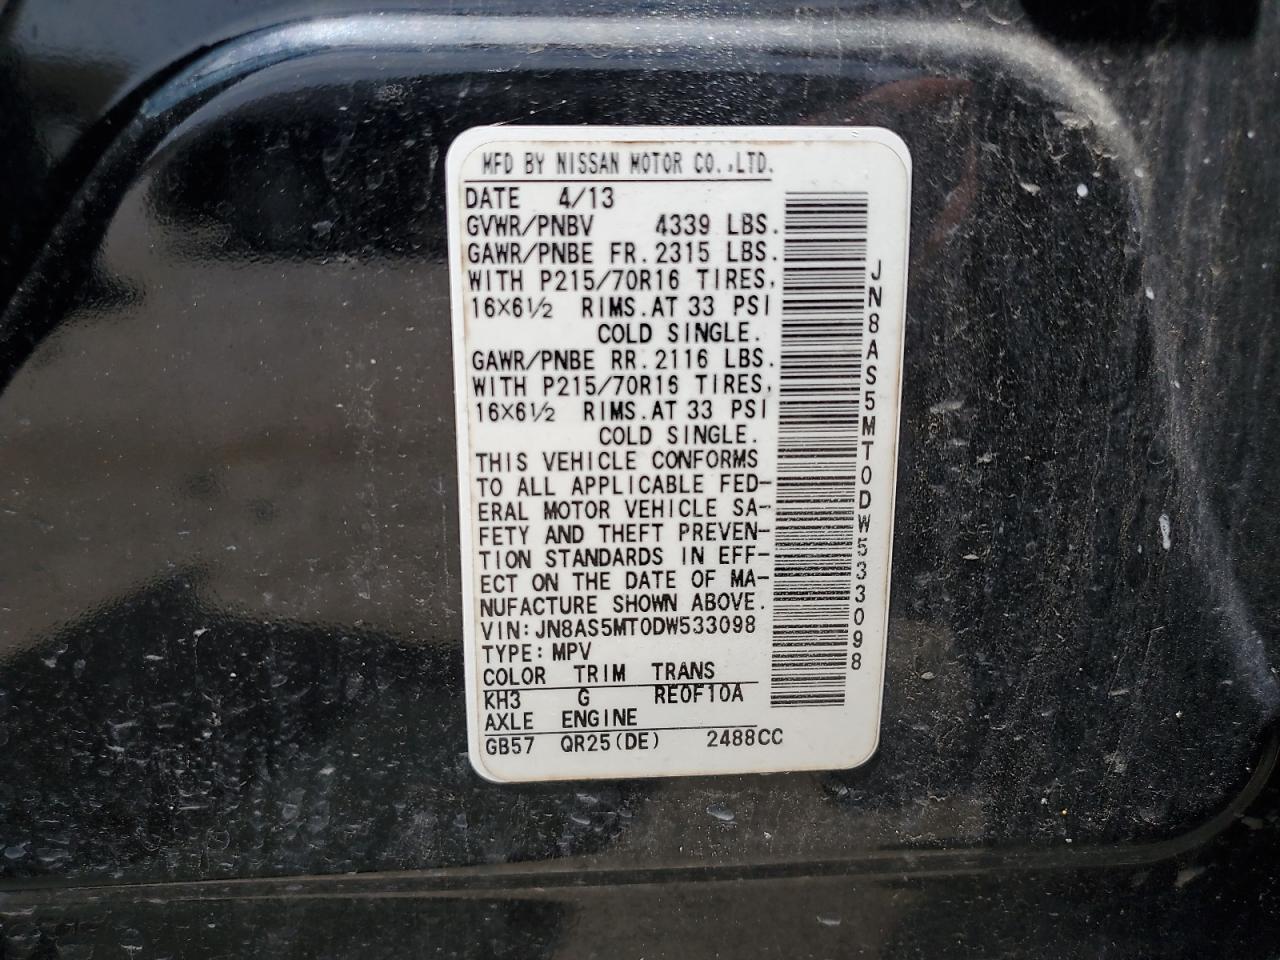 MFD BY NISSAN MOTOR CO.,LTD.
DATE 4/13
GVWR/PNBV 4339 LBS.
GAWR/PNBE FR.2315 LBS.
WITH P215/70R16 TIRES,
16X6½ RIMS.AT 33 PSI
COLD SINGLE.
GAWR/PNBE RR.2116 LBS.
WITH P215/70R16 TIRES,
16X6½ RIMS.AT 33 PSI
COLD SINGLE.
THIS VEHICLE CONFORMS
TO ALL APPLICABLE FED-
ERAL MOTOR VEHICLE SA-
FETY AND THEFT PREVEN-
TION STANDARDS IN EFF-
ECT ON THE DATE OF MA-
NUFACTURE SHOWN ABOVE.
VIN:JN8AS5MT0DW533098
TYPE:MPV
COLOR TRIM TRANS
KH3 G RE0F10A
AXLE ENGINE
GB57 QR25(DE) 2488CC
JN8AS5MT0DW533098